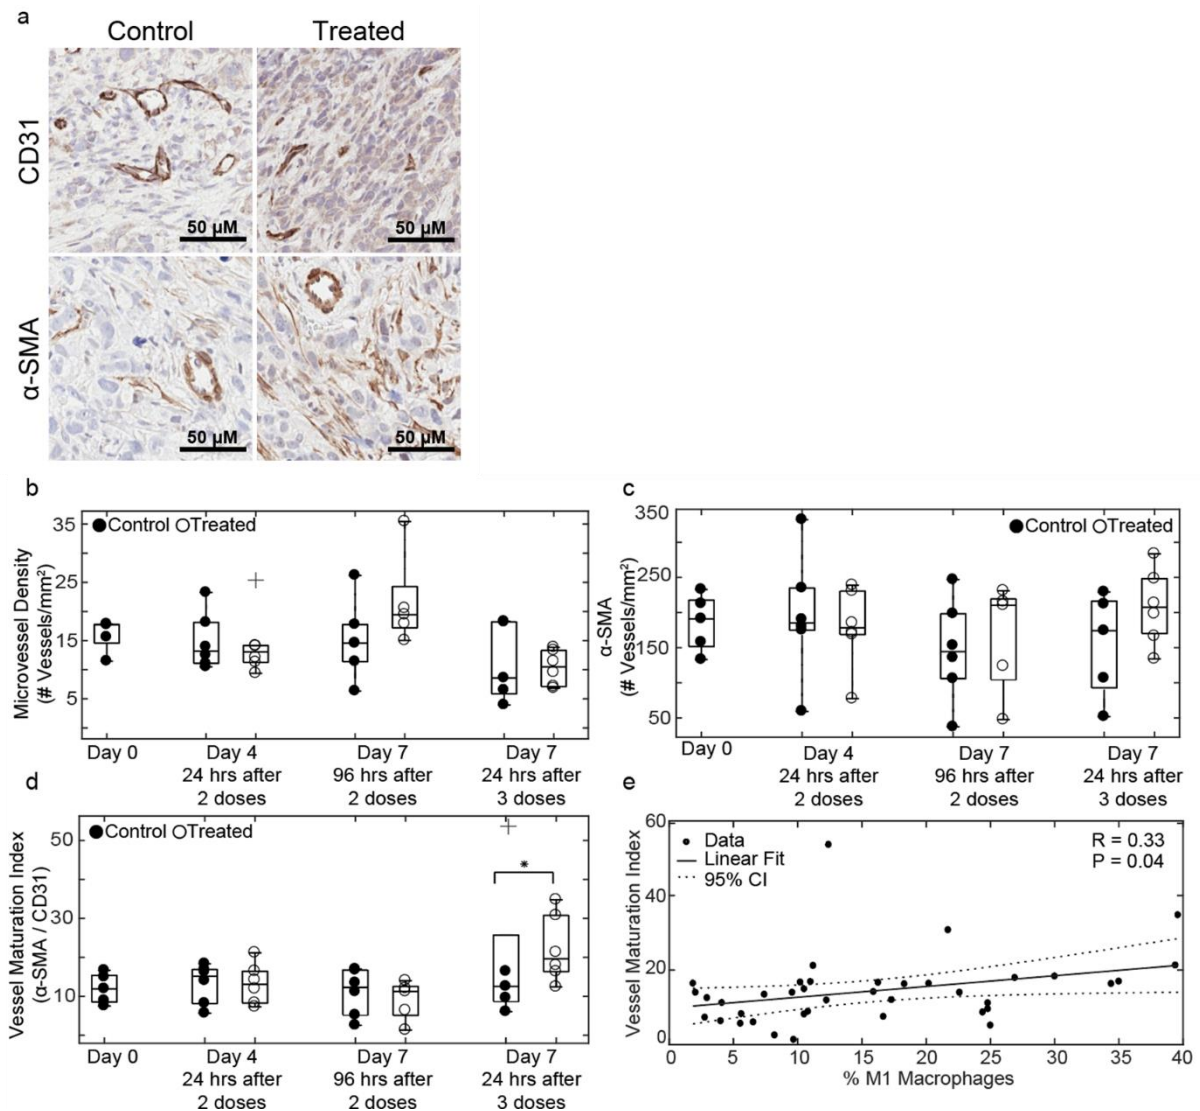 a
Control
Treated
CD31
50 µM
50 µM
α-SMA
50 µM
50 µM
b
Microvessel Density
(# Vessels/mm²)
35
25
15
5
Control Treated
Day 0
Day 4
24 hrs after
2 doses
Day 7
96 hrs after
2 doses
Day 7
24 hrs after
3 doses
c
α-SMA
(# Vessels/mm²)
350
250
150
50
Control Treated
Day 0
Day 4
24 hrs after
2 doses
Day 7
96 hrs after
2 doses
Day 7
24 hrs after
3 doses
d
Vessel Maturation Index
(α-SMA / CD31)
50
30
10
Control Treated
*
Day 0
Day 4
24 hrs after
2 doses
Day 7
96 hrs after
2 doses
Day 7
24 hrs after
3 doses
e
Vessel Maturation Index
60
40
20
0
Data
Linear Fit
95% CI
R = 0.33
P = 0.04
0 5 10 15 20 25 30 35 40
% M1 Macrophages